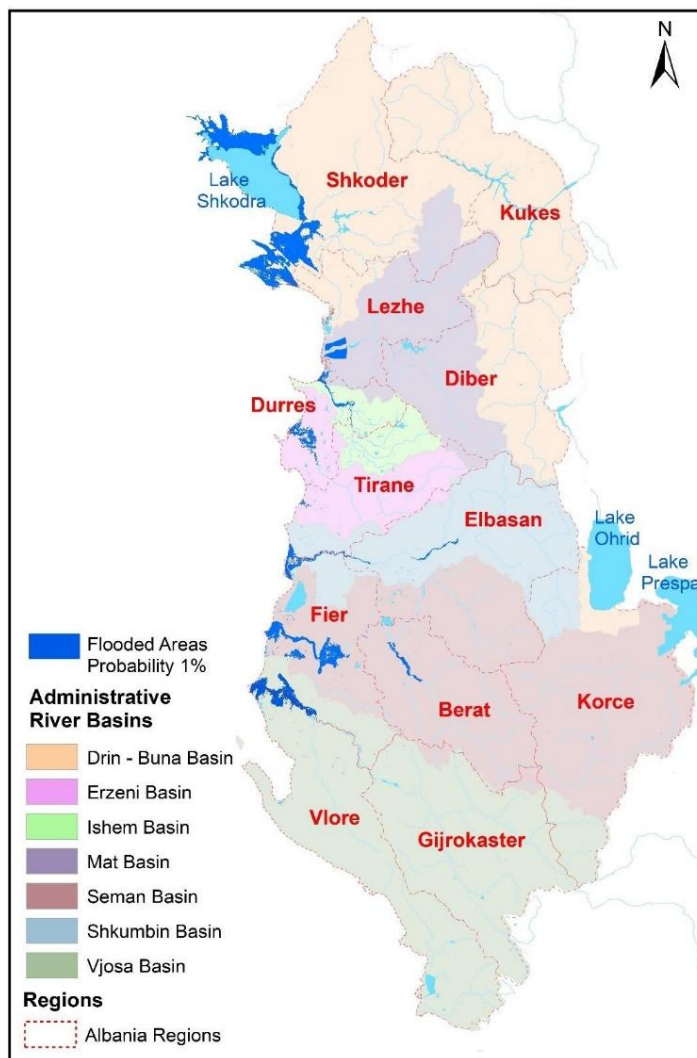 N
Lake
Shkodra
Shkoder
Kukes
Lezhe
Diber
Durres
Tirane
Elbasan
Lake
Ohrid
Lake
Prespa
Fier
Berat
Korce
Vlore
Gijrokaster
Flooded Areas
Probability 1%
Administrative
River Basins
Drin - Buna Basin
Erzeni Basin
Ishem Basin
Mat Basin
Seman Basin
Shkumbin Basin
Vjosa Basin
Regions
Albania Regions